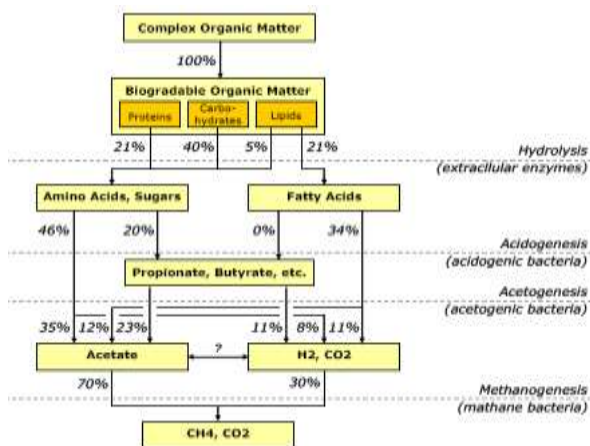 Complex Organic Matter
100%
Biogradable Organic Matter
Proteins
Carbo-
hydrates
Lipids
21% 40% 5% 21%
Hydrolysis
(extracllular enzymes)
Amino Acids, Sugars
Fatty Acids
46% 20% 0% 34%
Acidogenesis
(acidogenic bacteria)
Propionate, Butyrate, etc.
Acetogenesis
(acetogenic bacteria)
35% 12% 23% 11% 8% 11%
Acetate
?
H2, CO2
70% 30%
Methanogenesis
(mathane bacteria)
CH4, CO2